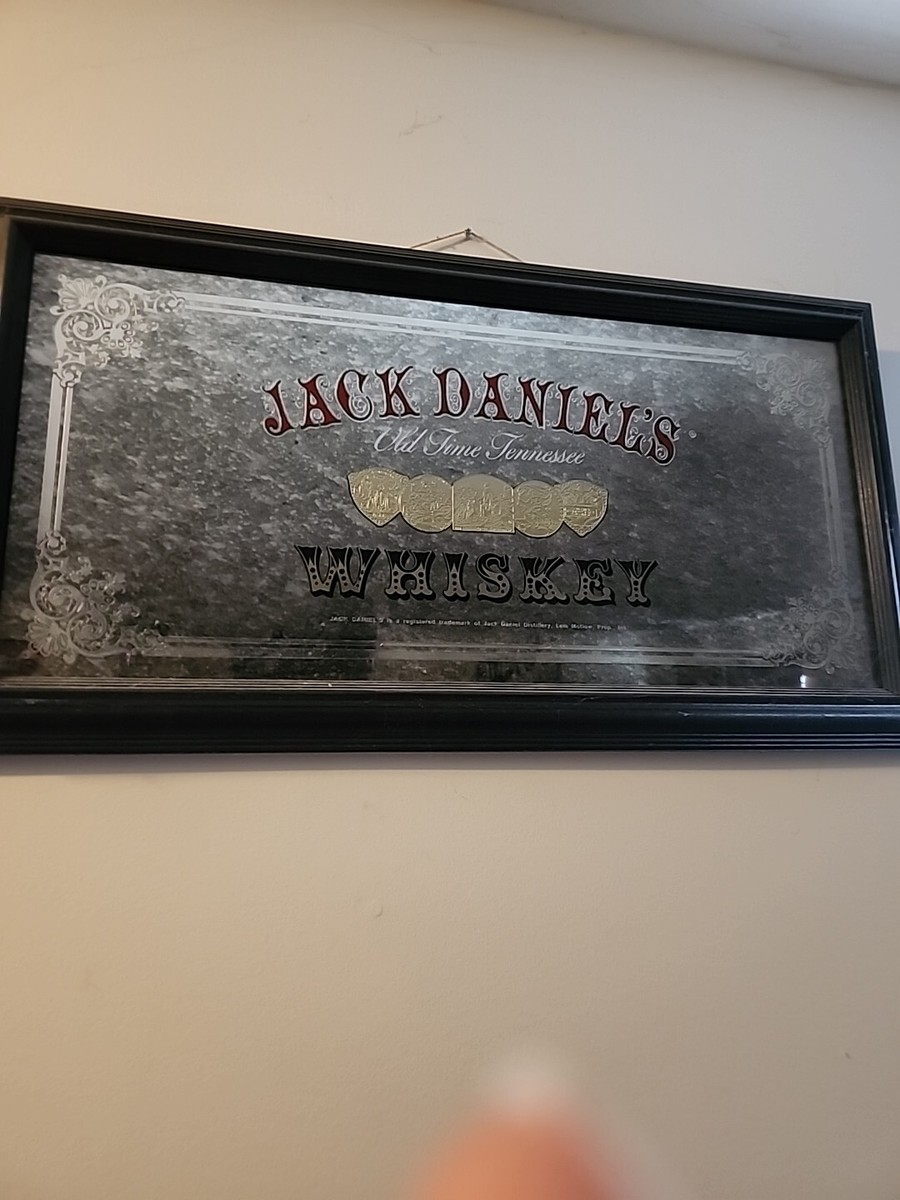 JACK DANIEL'S
Old Time Tennessee
WHISKEY
JACK DANIEL'S is a registered trademark of Jack Daniel Distillery, Lem Motlow, Prop., Inc.